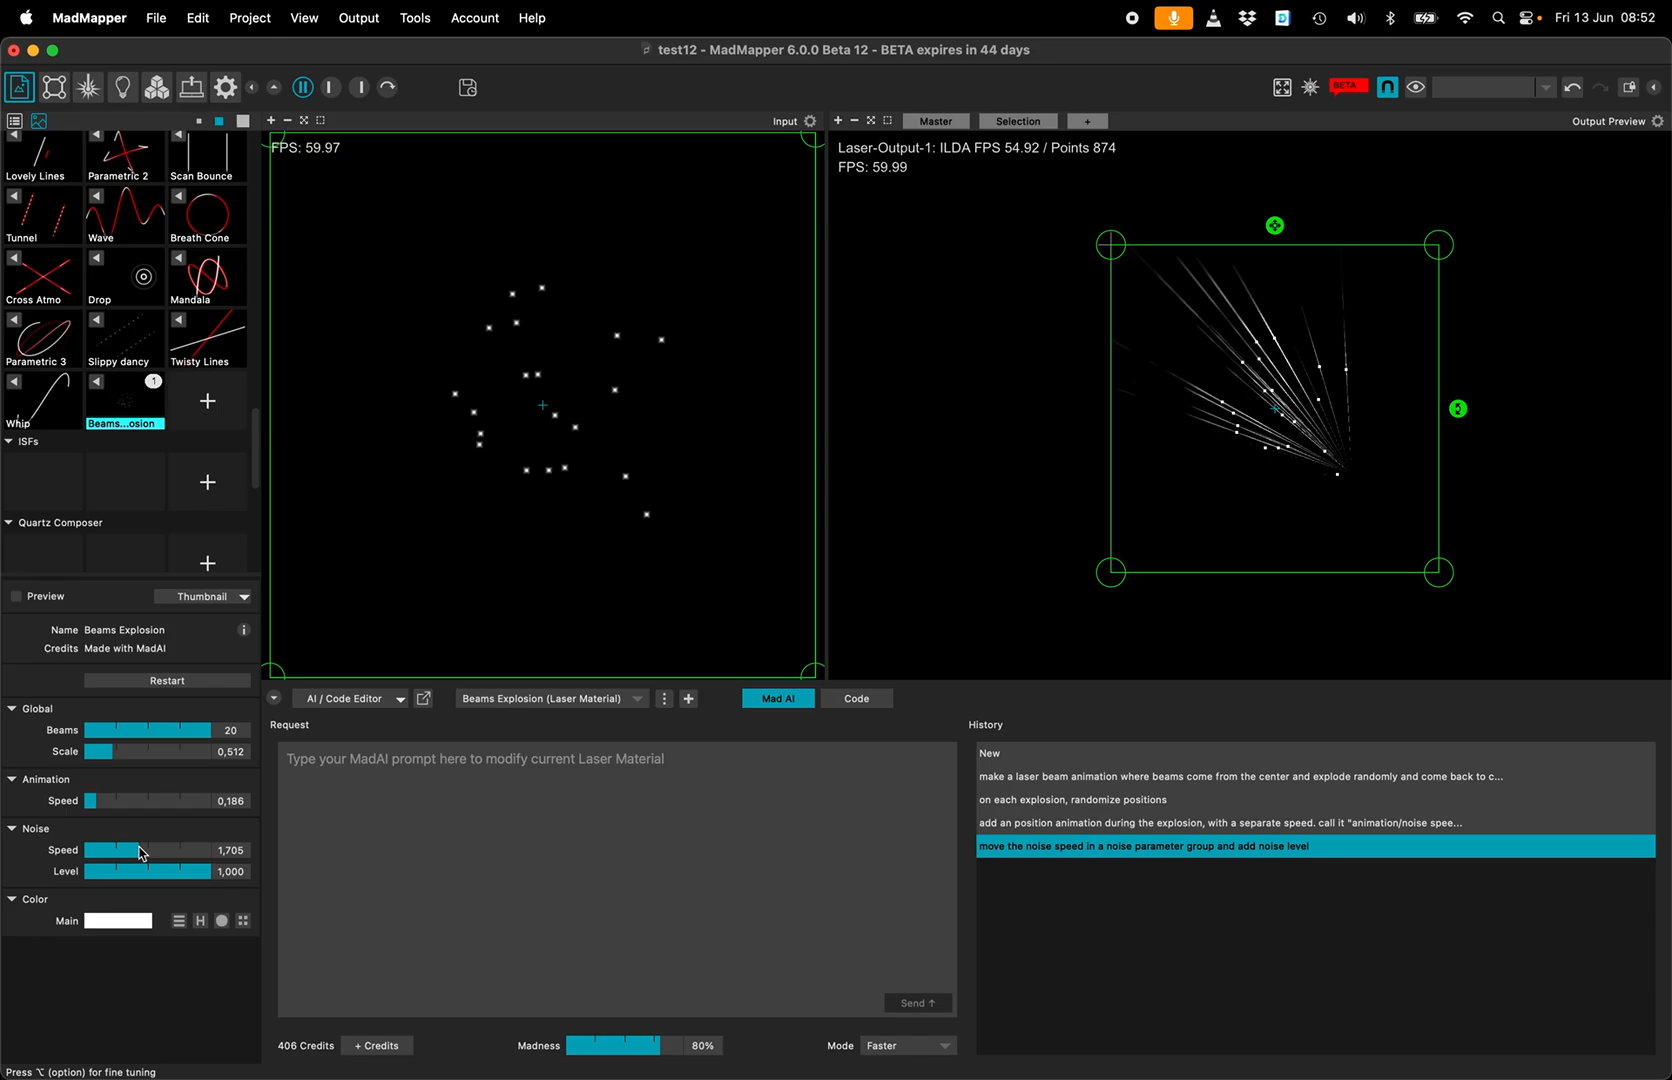 MadMapper File Edit Project View Output Tools Account Help Fri 13 Jun 08:52
test12 - MadMapper 6.0.0 Beta 12 - BETA expires in 44 days
BETA
Input
Master Selection + Output Preview
FPS: 59.97
Laser-Output-1: ILDA FPS 54.92 / Points 874
FPS: 59.99
Lovely Lines Parametric 2 Scan Bounce
Tunnel Wave Breath Cone
Cross Atmo Drop Mandala
Parametric 3 Slippy dancy Twisty Lines
1
Whip Beams...osion
ISFs
Quartz Composer
Preview Thumbnail
Name Beams Explosion
Credits Made with MadAI
Restart
Global
Beams 20
Scale 0,512
Animation
Speed 0,186
Noise
Speed 1,705
Level 1,000
Color
Main
Press ⌥ (option) for fine tuning
AI / Code Editor Beams Explosion (Laser Material) Mad AI Code
Request
Type your MadAI prompt here to modify current Laser Material
Send ↑
406 Credits + Credits Madness 80% Mode Faster
History
New
make a laser beam animation where beams come from the center and explode randomly and come back to c...
on each explosion, randomize positions
add an position animation during the explosion, with a separate speed. call it "animation/noise spee...
move the noise speed in a noise parameter group and add noise level